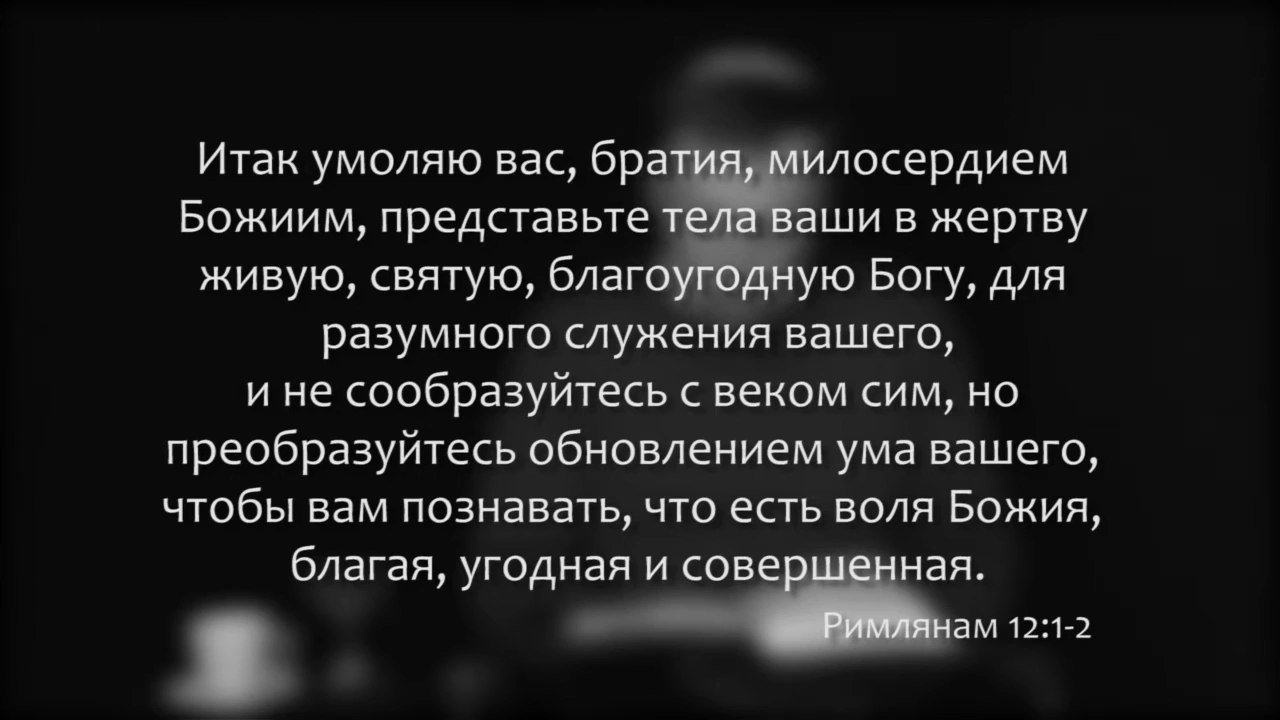 Итак умоляю вас, братия, милосердием
Божиим, представьте тела ваши в жертву
живую, святую, благоугодную Богу, для
разумного служения вашего,
и не сообразуйтесь с веком сим, но
преобразуйтесь обновлением ума вашего,
чтобы вам познавать, что есть воля Божия,
благая, угодная и совершенная.
Римлянам 12:1-2